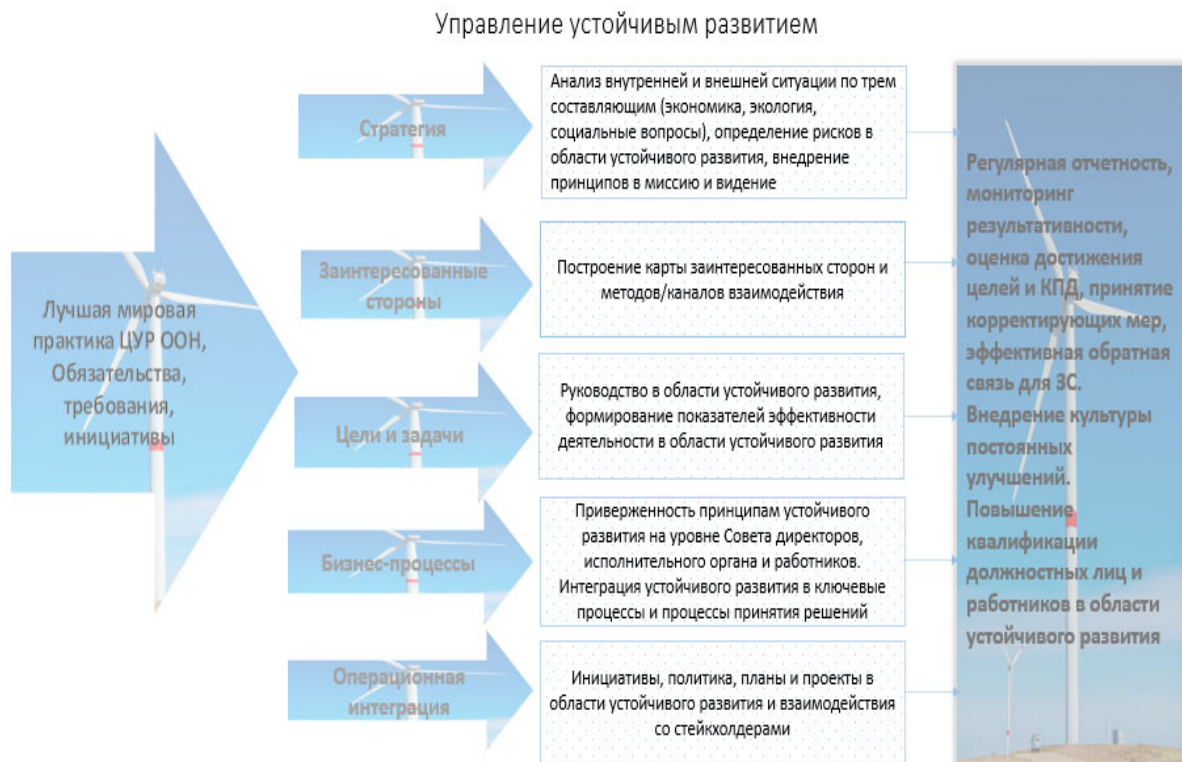 Управление устойчивым развитием
Лучшая мировая
практика ЦУР ООН,
Обязательства,
требования,
инициативы
Стратегия
Анализ внутренней и внешней ситуации по трем
составляющим (экономика, экология,
социальные вопросы), определение рисков в
области устойчивого развития, внедрение
принципов в миссию и видение
Заинтересованные
стороны
Построение карты заинтересованных сторон и
методов/каналов взаимодействия
Цели и задачи
Руководство в области устойчивого развития,
формирование показателей эффективности
деятельности в области устойчивого развития
Бизнес-процессы
Приверженность принципам устойчивого
развития на уровне Совета директоров,
исполнительного органа и работников.
Интеграция устойчивого развития в ключевые
процессы и процессы принятия решений
Операционная
интеграция
Инициативы, политика, планы и проекты в
области устойчивого развития и взаимодействия
со стейкхолдерами
Регулярная отчетность,
мониторинг
результативности,
оценка достижения
целей и КПД, принятие
корректирующих мер,
эффективная обратная
связь для ЗС.
Внедрение культуры
постоянных
улучшений.
Повышение
квалификации
должностных лиц и
работников в области
устойчивого развития